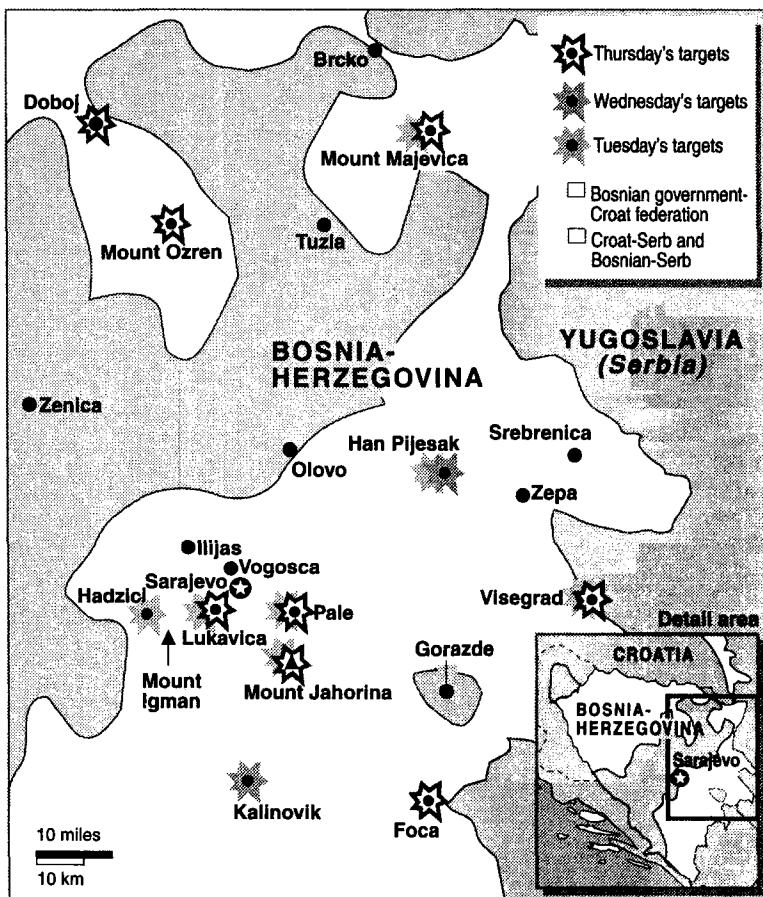 Brcko
Doboj
Mount Majevica
Mount Ozren
Tuzla
Thursday's targets
Wednesday's targets
Tuesday's targets
Bosnian government-
Croat federation
Croat-Serb and
Bosnian-Serb
BOSNIA-
HERZEGOVINA
YUGOSLAVIA
(Serbia)
Zenica
Olovo
Han Pijesak
Srebrenica
Zepa
Ilijas
Vogosca
Sarajevo
Hadzici
Lukavica
Pale
Visegrad
Mount
Igman
Mount Jahorina
Gorazde
Kalinovik
Foca
10 miles
10 km
Detail area
CROATIA
BOSNIA-
HERZEGOVINA
Sarajevo